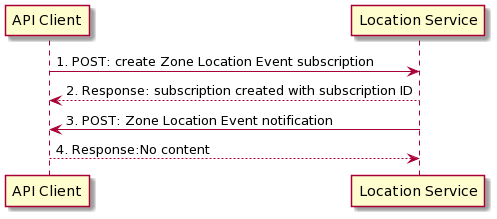 API Client
Location Service
1. POST: create Zone Location Event subscription
2. Response: subscription created with subscription ID
3. POST: Zone Location Event notification
4. Response:No content
API Client
Location Service